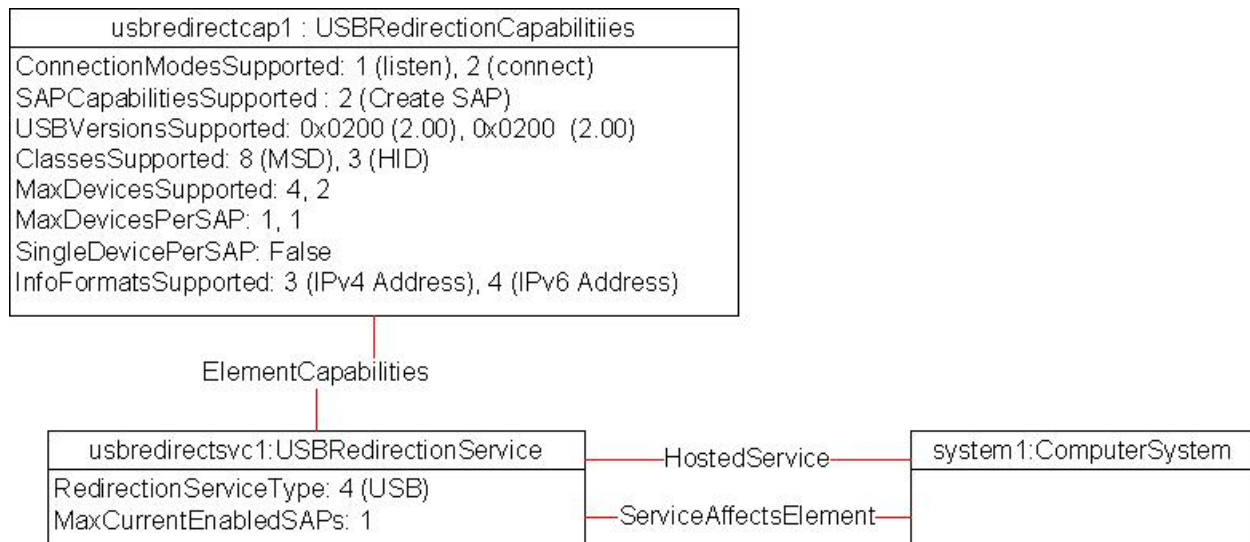 usbredirectcap1 : USBRedirectionCapabilitiies
ConnectionModesSupported: 1 (listen), 2 (connect)
SAPCapabilitiesSupported : 2 (Create SAP)
USBVersionsSupported: 0x0200 (2.00), 0x0200 (2.00)
ClassesSupported: 8 (MSD), 3 (HID)
MaxDevicesSupported: 4, 2
MaxDevicesPerSAP: 1, 1
SingleDevicePerSAP: False
InfoFormatsSupported: 3 (IPv4 Address), 4 (IPv6 Address)
ElementCapabilities
usbredirectsvc1:USBRedirectionService
RedirectionServiceType: 4 (USB)
MaxCurrentEnabledSAPs: 1
HostedService
ServiceAffectsElement
system1:ComputerSystem